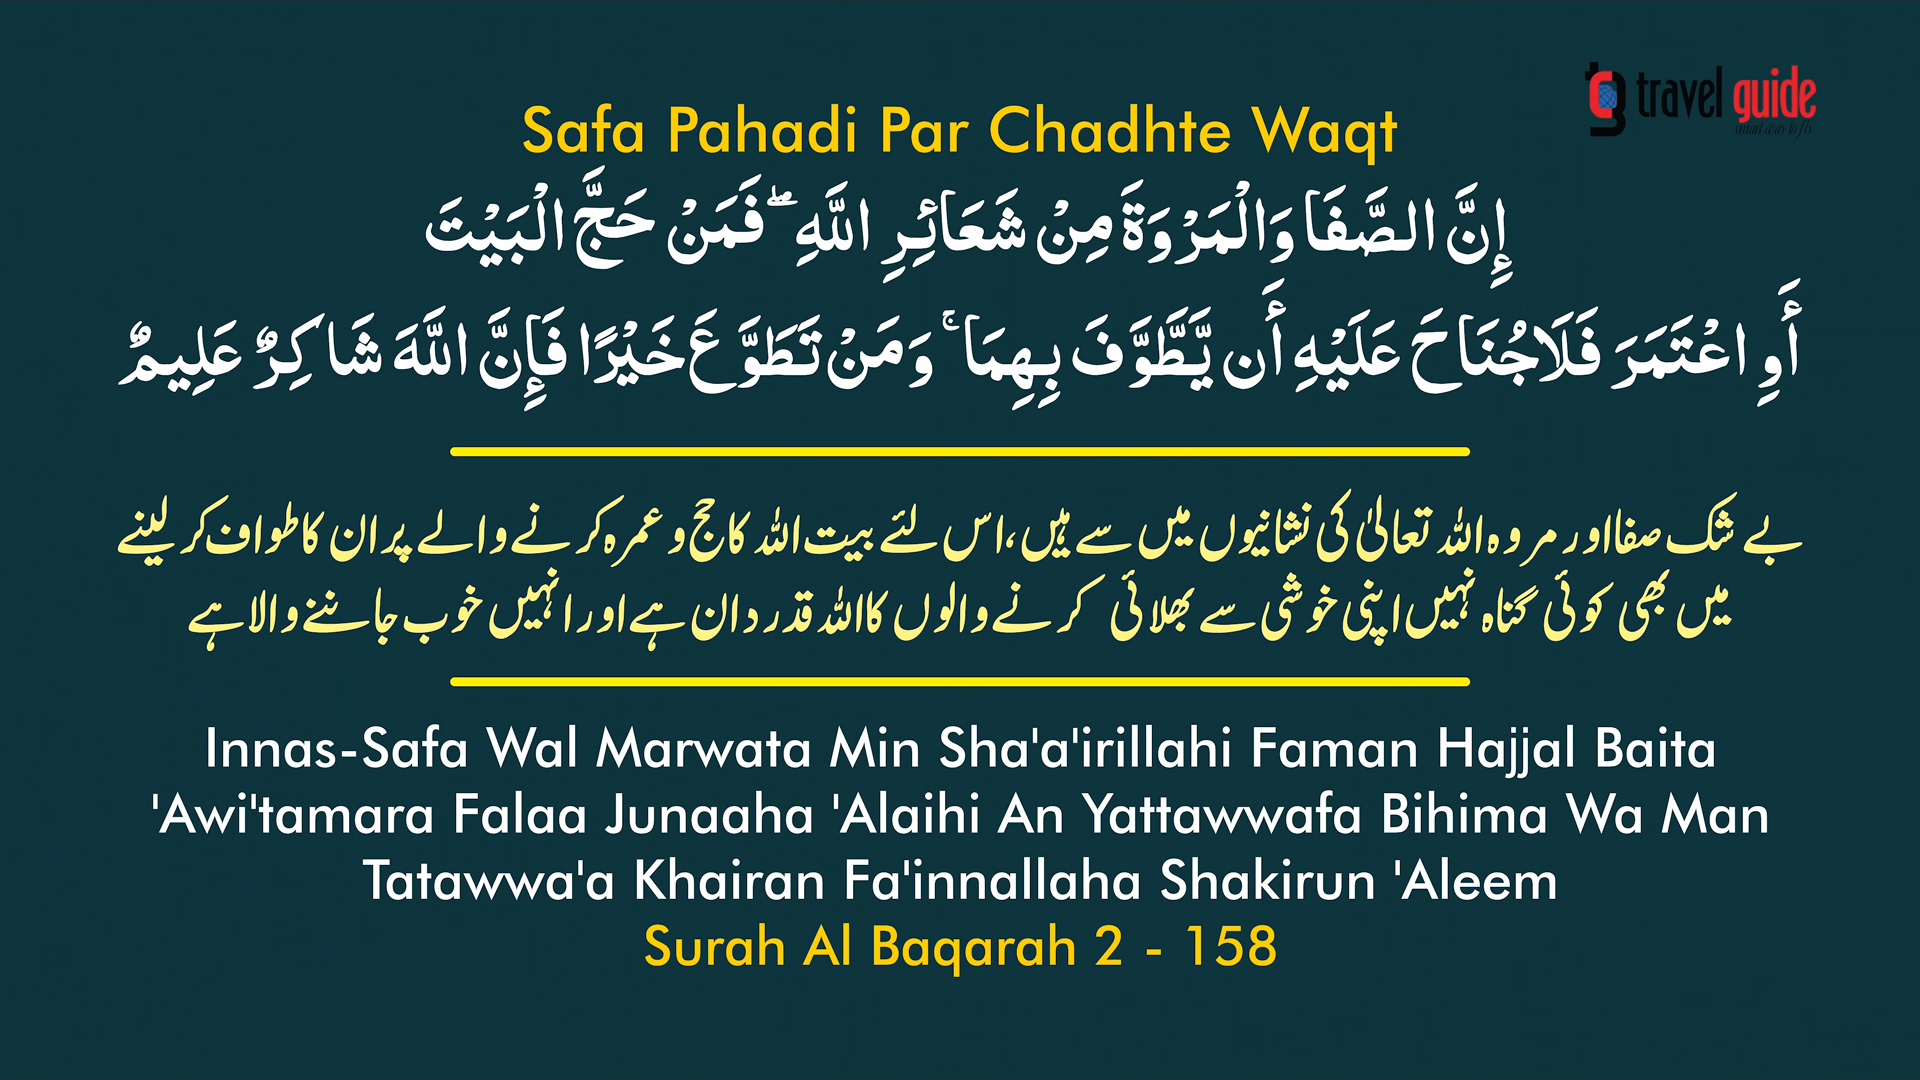 travel guide
smart way to fly
Safa Pahadi Par Chadhte Waqt
إِنَّ الصَّفَا وَالْمَرْوَةَ مِنْ شَعَائِرِ اللَّهِ ۖ فَمَنْ حَجَّ الْبَيْتَ
أَوِ اعْتَمَرَ فَلَا جُنَاحَ عَلَيْهِ أَن يَّطَّوَّفَ بِهِمَا ۚ وَمَنْ تَطَوَّعَ خَيْرًا فَإِنَّ اللَّهَ شَاكِرٌ عَلِيمٌ
بے شک صفا اور مروہ اللہ تعالیٰ کی نشانیوں میں سے ہیں، اس لئے بیت اللہ کا حج و عمرہ کرنے والے پر ان کا طواف کر لینے
میں بھی کوئی گناہ نہیں اپنی خوشی سے بھلائی کرنے والوں کا اللہ قدردان ہے اور انہیں خوب جاننے والا ہے
Innas-Safa Wal Marwata Min Sha'a'irillahi Faman Hajjal Baita
'Awi'tamara Falaa Junaaha 'Alaihi An Yattawwafa Bihima Wa Man
Tatawwa'a Khairan Fa'innallaha Shakirun 'Aleem
Surah Al Baqarah 2 - 158